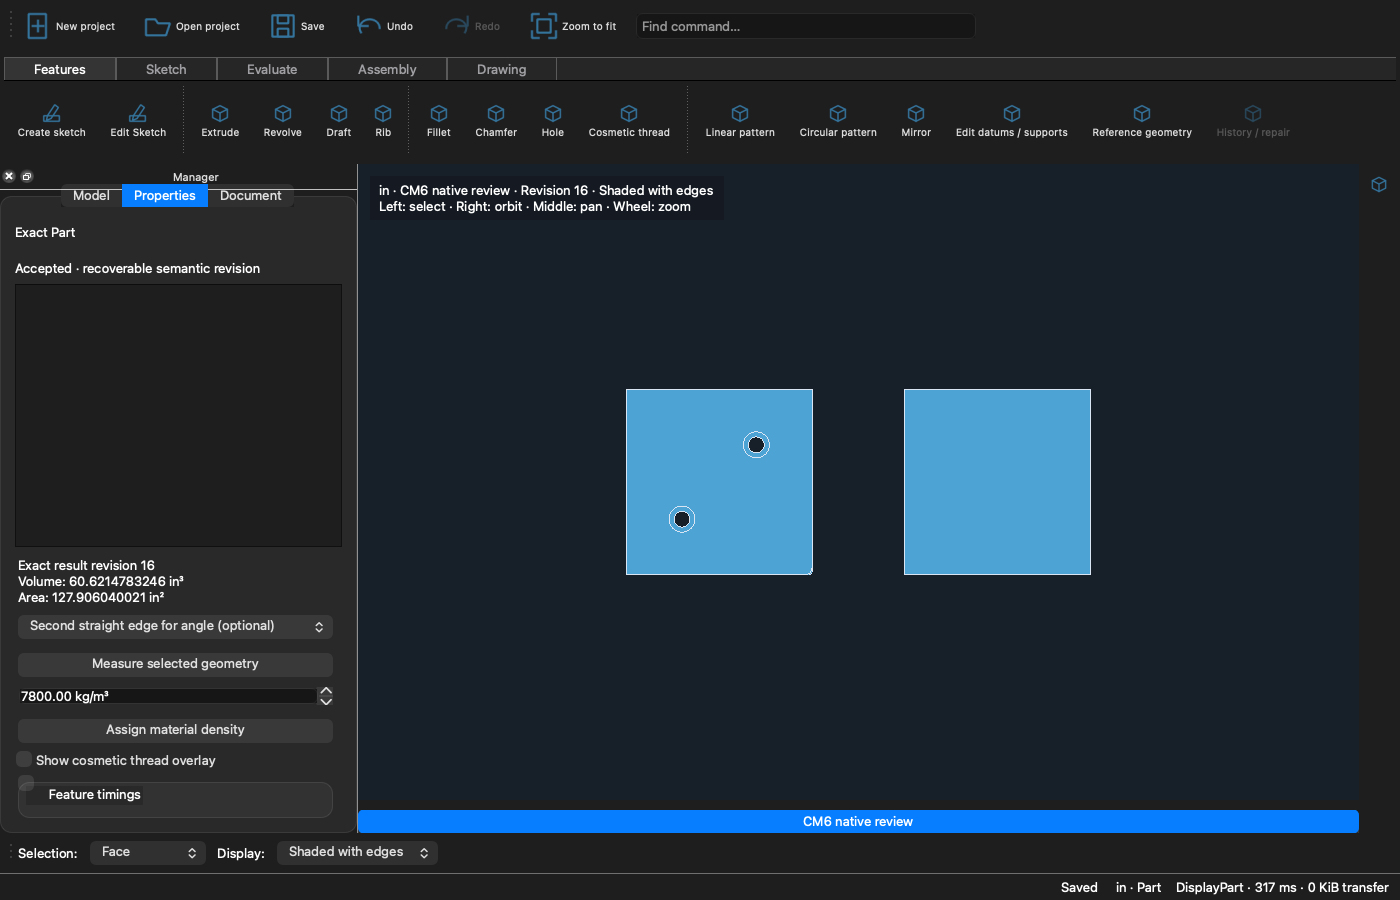 New project
Open project
Save
Undo
Redo
Zoom to fit
Find command...
Features
Sketch
Evaluate
Assembly
Drawing
Create sketch
Edit Sketch
Extrude
Revolve
Draft
Rib
Fillet
Chamfer
Hole
Cosmetic thread
Linear pattern
Circular pattern
Mirror
Edit datums / supports
Reference geometry
History / repair
Manager
Model
Properties
Document
Exact Part
Accepted · recoverable semantic revision
Exact result revision 16
Volume: 60.6214783246 in³
Area: 127.906040021 in²
Second straight edge for angle (optional)
Measure selected geometry
7800.00 kg/m³
Assign material density
Show cosmetic thread overlay
Feature timings
in · CM6 native review · Revision 16 · Shaded with edges
Left: select · Right: orbit · Middle: pan · Wheel: zoom
CM6 native review
Selection:
Face
Display:
Shaded with edges
Saved
in · Part
DisplayPart · 317 ms · 0 KiB transfer